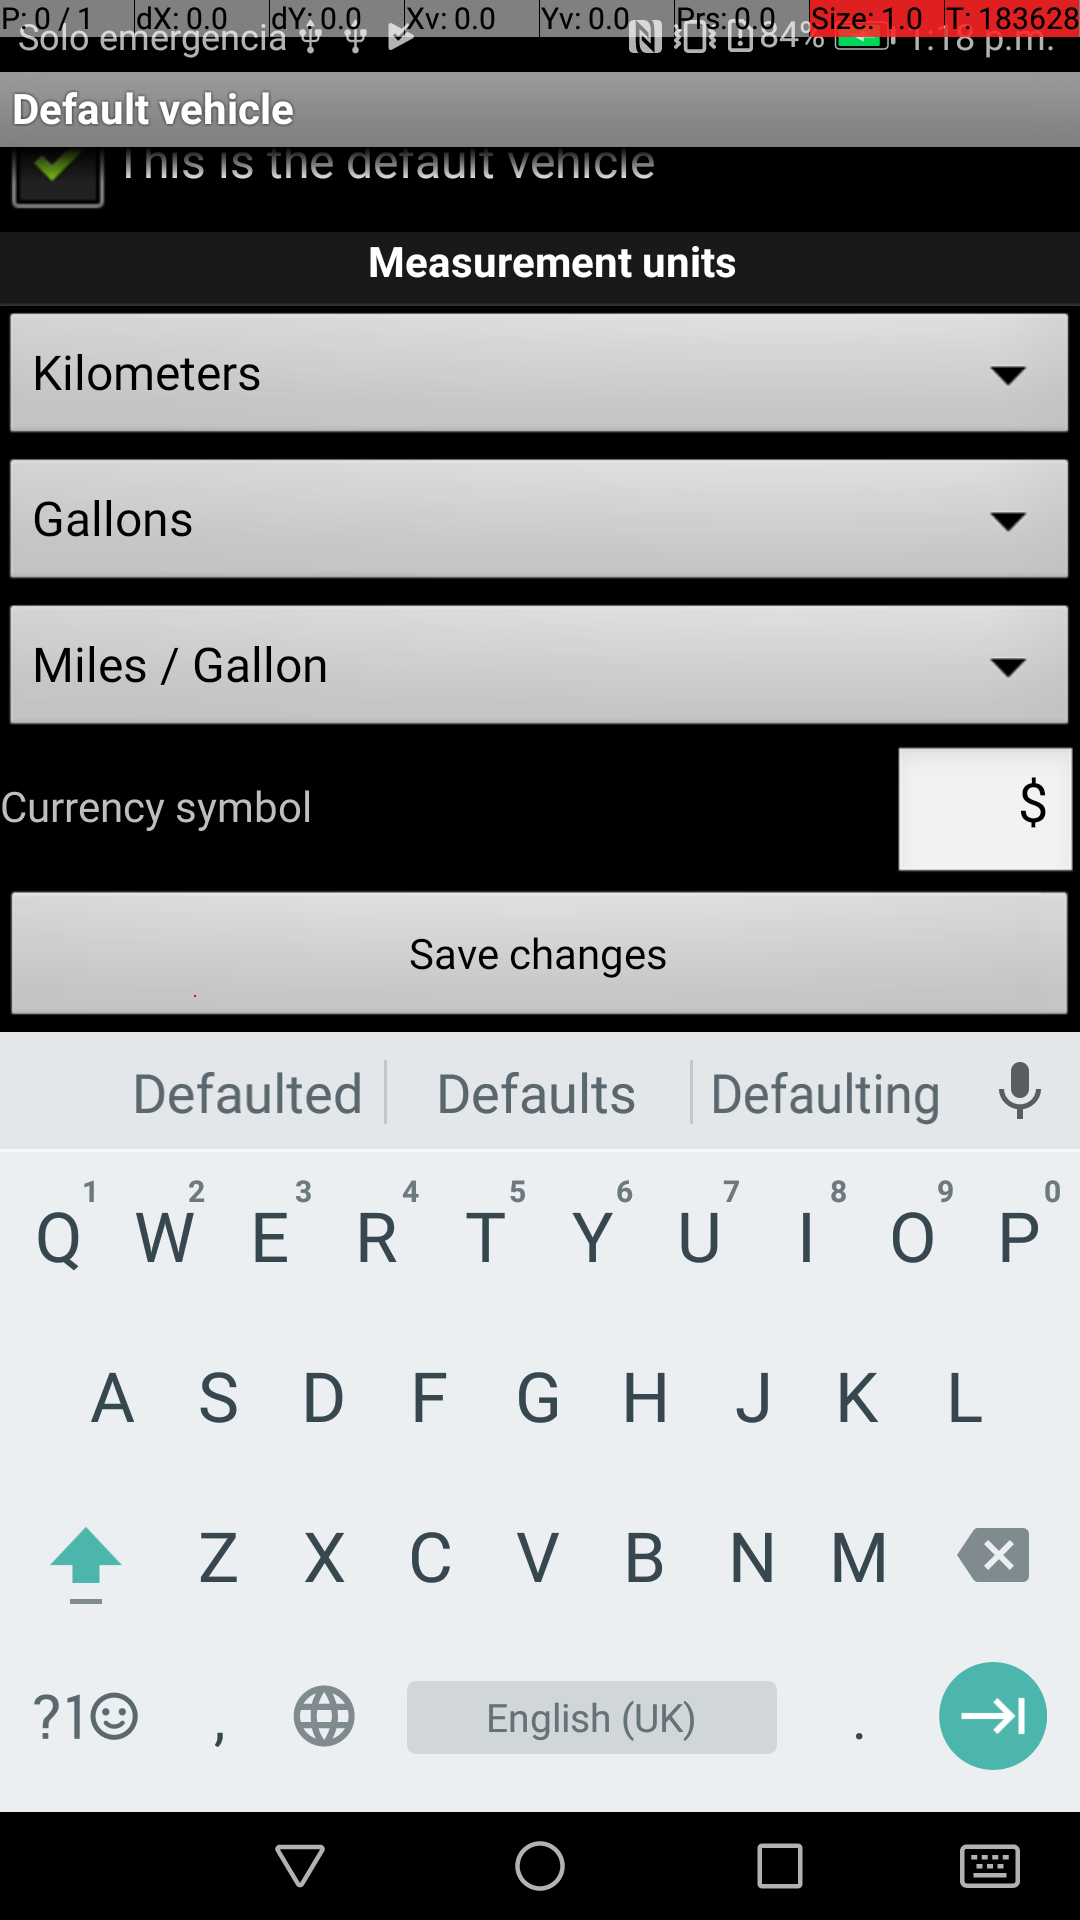 P: 0 / 1 dX: 0.0 dY: 0.0 Xv: 0.0 Yv: 0.0 Prs: 0.0 Size: 1.0 T: 183628
Solo emergencia 84% 1:18 p.m.
Default vehicle
This is the default vehicle
Measurement units
Kilometers
Gallons
Miles / Gallon
Currency symbol $
Save changes
Defaulted Defaults Defaulting
1 2 3 4 5 6 7 8 9 0
Q W E R T Y U I O P
A S D F G H J K L
Z X C V B N M
?1 , English (UK) .